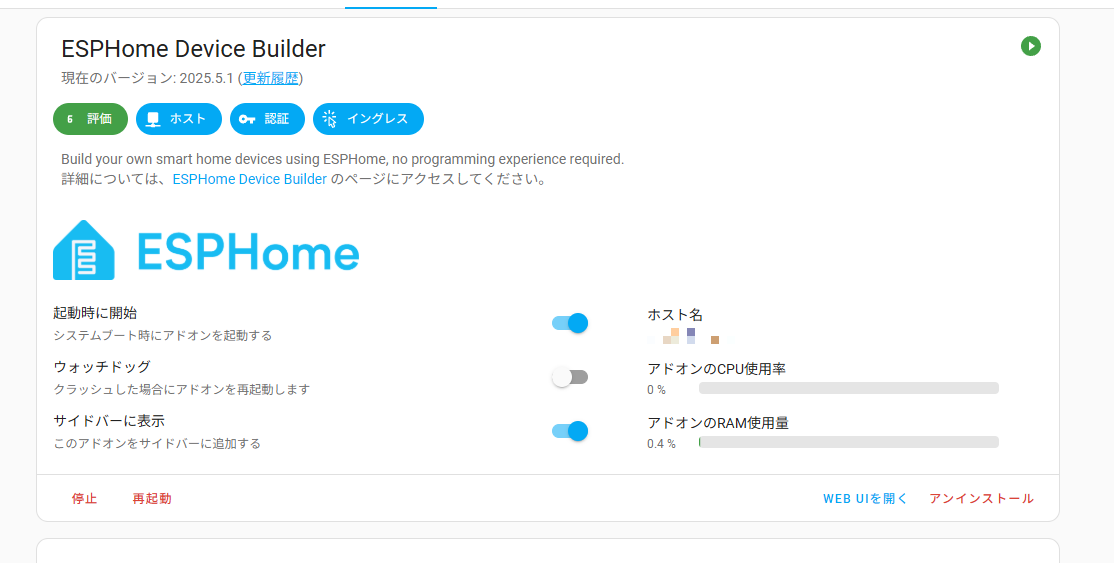 ESPHome Device Builder
現在のバージョン: 2025.5.1 (更新履歴)
6 評価 ホスト 認証 イングレス
Build your own smart home devices using ESPHome, no programming experience required.
詳細については、ESPHome Device Builder のページにアクセスしてください。
ESPHome
起動時に開始
システムブート時にアドオンを起動する
ホスト名
ウォッチドッグ
クラッシュした場合にアドオンを再起動します
アドオンのCPU使用率
0 %
サイドバーに表示
このアドオンをサイドバーに追加する
アドオンのRAM使用量
0.4 %
停止 再起動 WEB UIを開く アンインストール